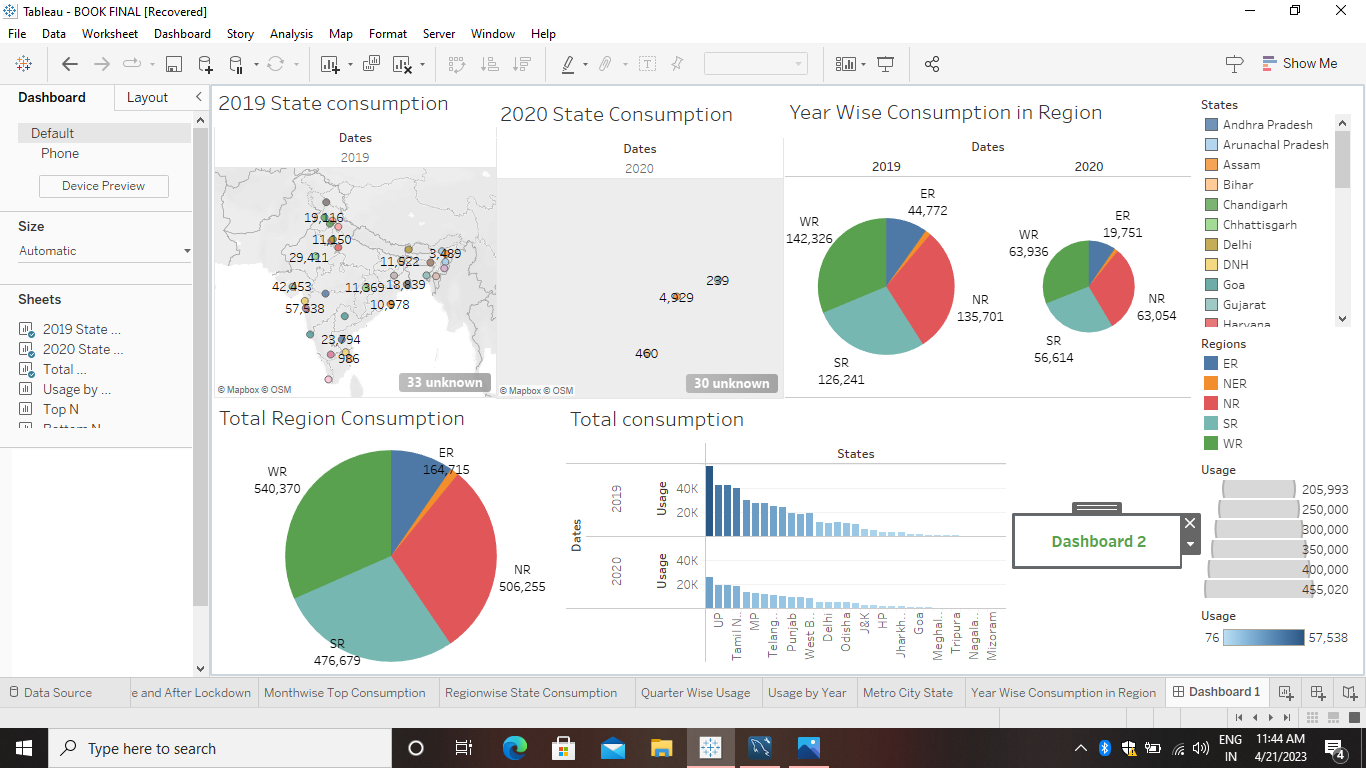 Tableau - BOOK FINAL [Recovered]
File Data Worksheet Dashboard Story Analysis Map Format Server Window Help
Show Me
Dashboard Layout
Default
Phone
Device Preview
Size
Automatic
Sheets
2019 State ...
2020 State ...
Total ...
Usage by ...
Top N
Bottom N
2019 State consumption
Dates
2019
19,116
11,150
29,411
11,922
3,489
42,453
11,369
18,839
57,538
10,978
23,794
986
© Mapbox © OSM
33 unknown
2020 State Consumption
Dates
2020
4,929
460
© Mapbox © OSM
30 unknown
Year Wise Consumption in Region
Dates
2019 2020
ER
44,772
WR
142,326
NR
135,701
SR
126,241
ER
19,751
WR
63,936
NR
63,054
SR
56,614
Total Region Consumption
ER
164,715
WR
540,370
NR
506,255
SR
476,679
Total consumption
States
Dates
2019
Usage
40K
20K
2020
Usage
40K
20K
UP
Tamil N..
MP
Telang..
Punjab
West B..
Delhi
Odisha
J&K
HP
Jharkh..
Goa
Meghal..
Tripura
Nagala..
Mizoram
Dashboard 2
States
Andhra Pradesh
Arunachal Pradesh
Assam
Bihar
Chandigarh
Chhattisgarh
Delhi
DNH
Goa
Gujarat
Haryana
Regions
ER
NER
NR
SR
WR
Usage
205,993
250,000
300,000
350,000
400,000
455,020
Usage
76 57,538
Data Source e and After Lockdown Monthwise Top Consumption Regionwise State Consumption Quarter Wise Usage Usage by Year Metro City State Year Wise Consumption in Region Dashboard 1
Type here to search
ENG
IN
11:44 AM
4/21/2023
4